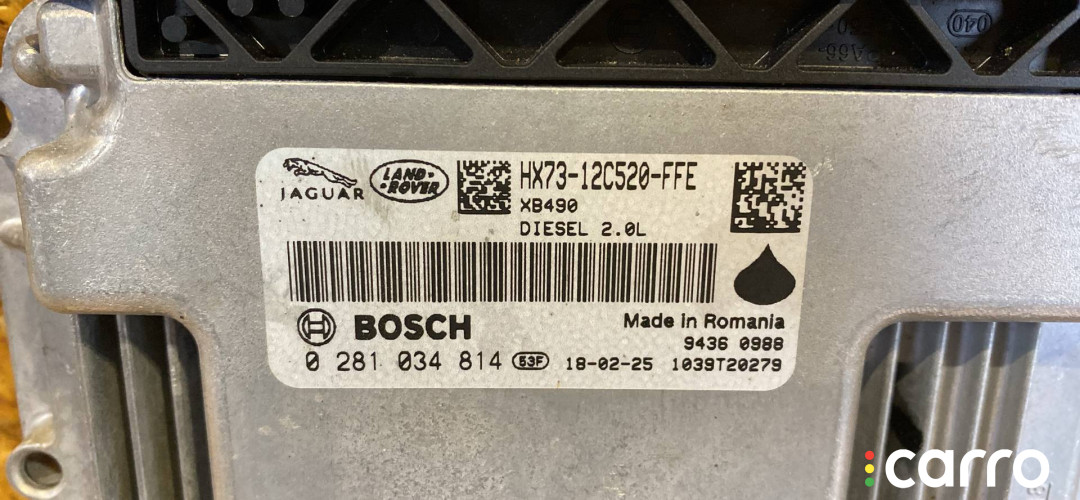 040
JAGUAR
LAND-
-ROVER
HX73-12C520-FFE
XB490
DIESEL 2.0L
BOSCH
Made in Romania
9436 0988
0 281 034 814 53F 18-02-25 1039T20279
carro